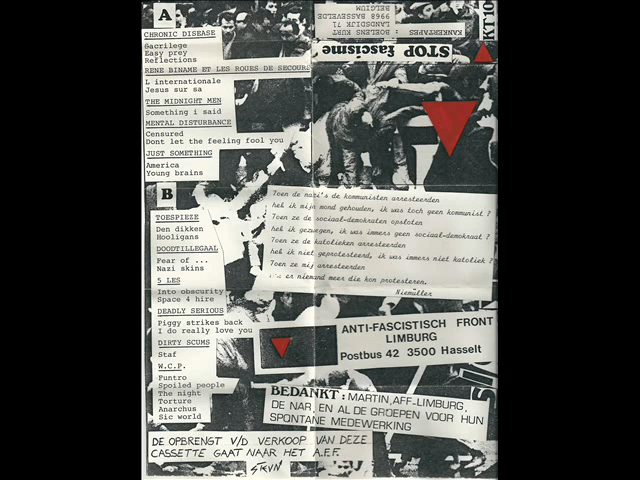 A
CHRONIC DISEASE
Gacrilege
Easy prey
Reflections
RENE BINAME ET LES ROUES DE SECOURS
L internationale
Jesus sur sa
THE MIDNIGHT MEN
Something i said
MENTAL DISTURBANCE
Censured
Dont let the feeling fool you
JUST SOMETHING
America
Young brains
B
TOESPIEZE
Den dikken
Hooligans
DOODTILLEGAAL
Fear of ...
Nazi skins
5 LES
Into obscurity
Space 4 hire
DEADLY SERIOUS
Piggy strikes back
I do really love you
DIRTY SCUMS
Staf
W.C.P.
Funtro
Spoiled people
The night
Torture
Anarchus
Sic world
KANKERTAPES
BOELENS KURT
LANDSDIJK 71
9968 BASSEVELDE
BELGIUM
STOP fascisme
Toen de nazi's de kommunisten arresteerden
heb ik mijn mond gehouden, ik was toch geen kommunist ?
Toen ze de sociaal-demokraten opsloten
heb ik gezwegen, ik was immers geen sociaal-demokraat ?
Toen ze de katolieken arresteerden
heb ik niet geprotesteerd, ik was immers niet katoliek ?
Toen ze mij arresteerden
er niemand meer die kon protesteren.
Niemüller
ANTI-FASCISTISCH FRONT
LIMBURG
Postbus 42 3500 Hasselt
BEDANKT: MARTIN, AFF-LIMBURG,
DE NAR, EN AL DE GROEPEN VOOR HUN
SPONTANE MEDEWERKING
DE OPBRENGT V/D VERKOOP VAN DEZE
CASSETTE GAAT NAAR HET A.F.F.